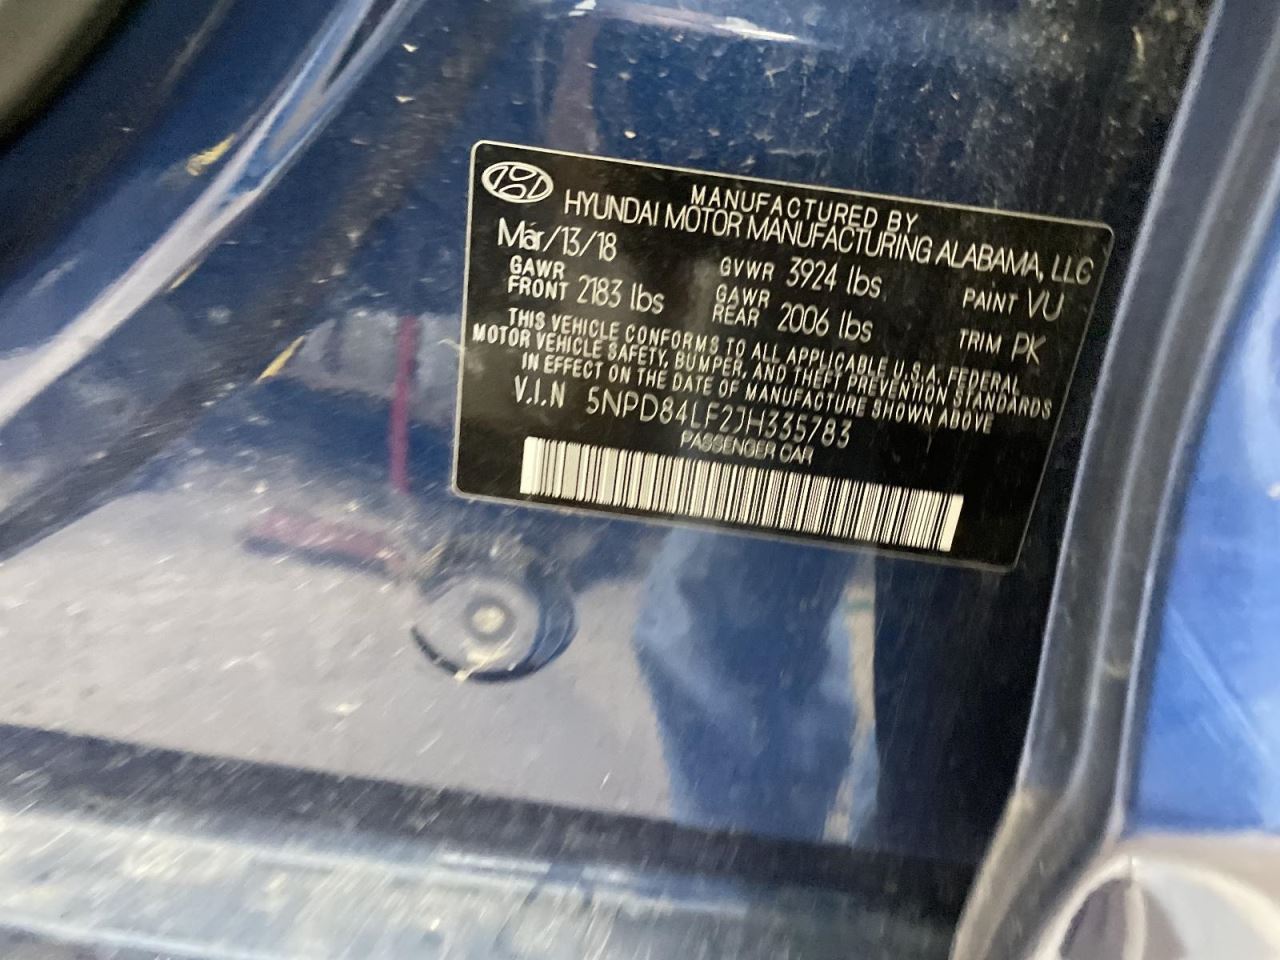 MANUFACTURED BY
HYUNDAI MOTOR MANUFACTURING ALABAMA, LLC
Mar/13/18 GVWR 3924 lbs PAINT VU
GAWR FRONT 2183 lbs GAWR REAR 2006 lbs TRIM PK
THIS VEHICLE CONFORMS TO ALL APPLICABLE U.S.A. FEDERAL
MOTOR VEHICLE SAFETY, BUMPER, AND THEFT PREVENTION STANDARDS
IN EFFECT ON THE DATE OF MANUFACTURE SHOWN ABOVE
V.I.N 5NPD84LF2JH335783
PASSENGER CAR